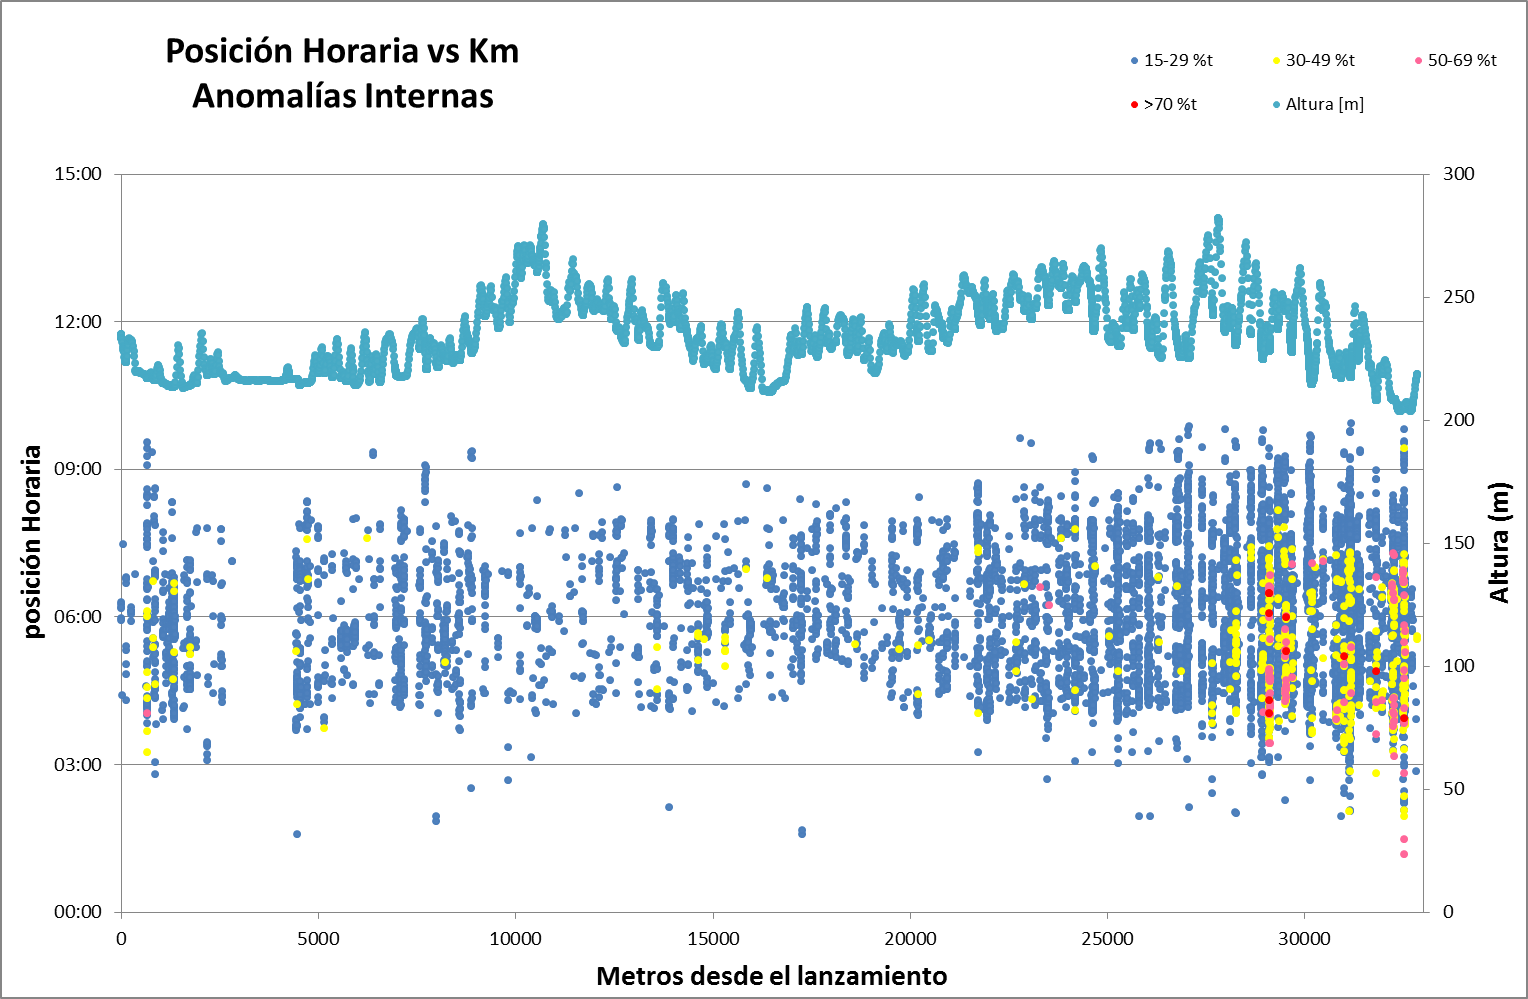 Posición Horaria vs Km
Anomalías Internas
15-29 %t
30-49 %t
50-69 %t
>70 %t
Altura [m]
15:00
12:00
09:00
06:00
03:00
00:00
posición Horaria
300
250
200
150
100
50
0
Altura (m)
0
5000
10000
15000
20000
25000
30000
Metros desde el lanzamiento